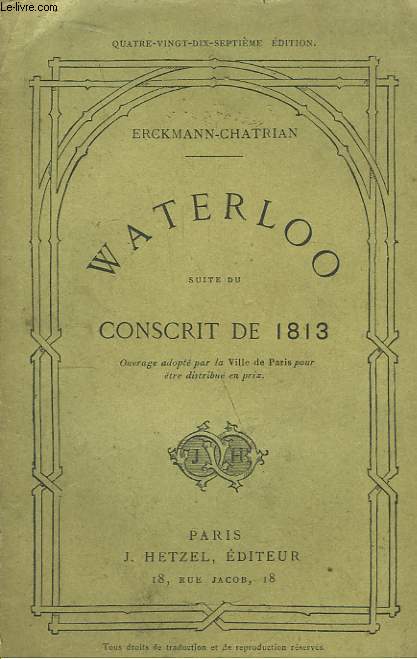 Le-livre.com
QUATRE-VINGT-DIX-SEPTIÈME ÉDITION.
ERCKMANN-CHATRIAN
WATERLOO
SUITE DU
CONSCRIT DE 1813
Ouvrage adopté par la Ville de Paris pour
être distribué en prix.
J H
PARIS
J. HETZEL, ÉDITEUR
18, RUE JACOB, 18
Tous droits de traduction et de reproduction réservés.